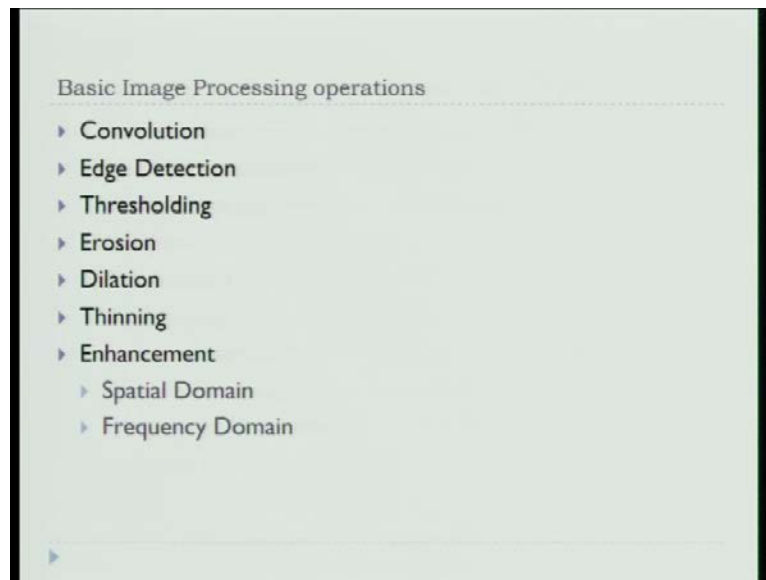 Basic Image Processing operations
Convolution
Edge Detection
Thresholding
Erosion
Dilation
Thinning
Enhancement
Spatial Domain
Frequency Domain